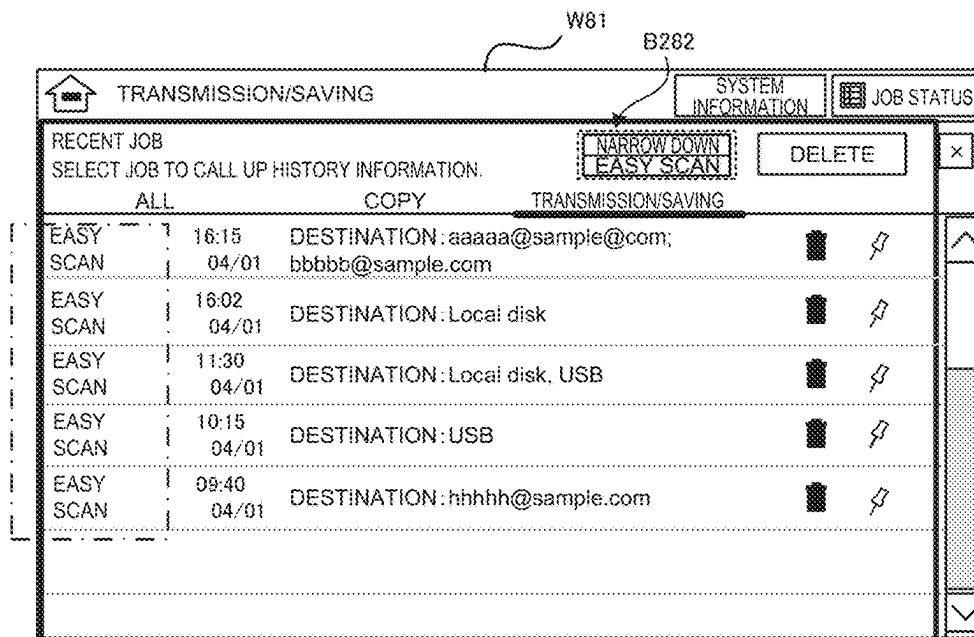 W81
B282
TRANSMISSION/SAVING
SYSTEM
INFORMATION
JOB STATUS
RECENT JOB
SELECT JOB TO CALL UP HISTORY INFORMATION.
NARROW DOWN
EASY SCAN
DELETE
×
ALL COPY TRANSMISSION/SAVING
EASY
SCAN
16:15
04/01
DESTINATION:aaaaa@sample@com;
bbbbb@sample.com
EASY
SCAN
16:02
04/01
DESTINATION:Local disk
EASY
SCAN
11:30
04/01
DESTINATION:Local disk, USB
EASY
SCAN
10:15
04/01
DESTINATION:USB
EASY
SCAN
09:40
04/01
DESTINATION:hhhhh@sample.com